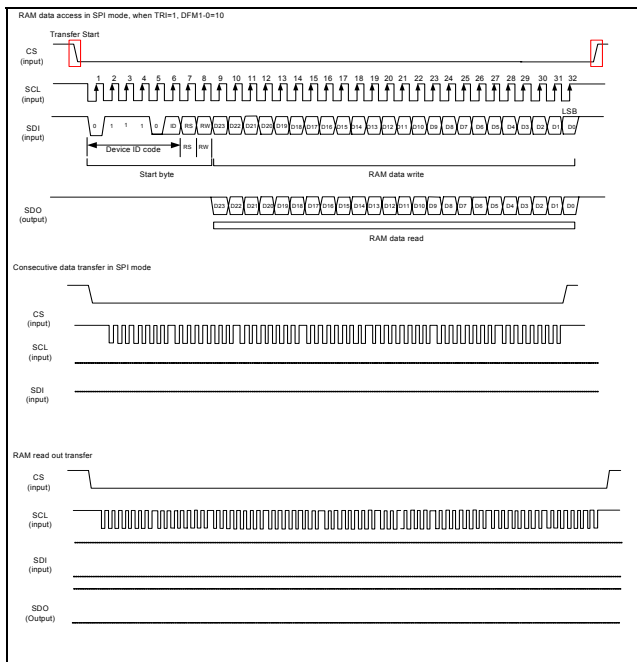 RAM data access in SPI mode, when TRI=1, DFM1-0=10
Transfer Start
CS
(input)
1 2 3 4 5 6 7 8 9 10 11 12 13 14 15 16 17 18 19 20 21 22 23 24 25 26 27 28 29 30 31 32
SCL
(input)
LSB
SDI
(input)
0 1 1 1 0 ID RS RW D23 D22 D21 D20 D19 D18 D17 D16 D15 D14 D13 D12 D11 D10 D9 D8 D7 D6 D5 D4 D3 D2 D1 D0
Device ID code RS RW
Start byte RAM data write
SDO
(output)
D23 D22 D21 D20 D19 D18 D17 D16 D15 D14 D13 D12 D11 D10 D9 D8 D7 D6 D5 D4 D3 D2 D1 D0
RAM data read
Consecutive data transfer in SPI mode
CS
(input)
SCL
(input)
SDI
(input)
RAM read out transfer
CS
(input)
SCL
(input)
SDI
(input)
SDO
(Output)